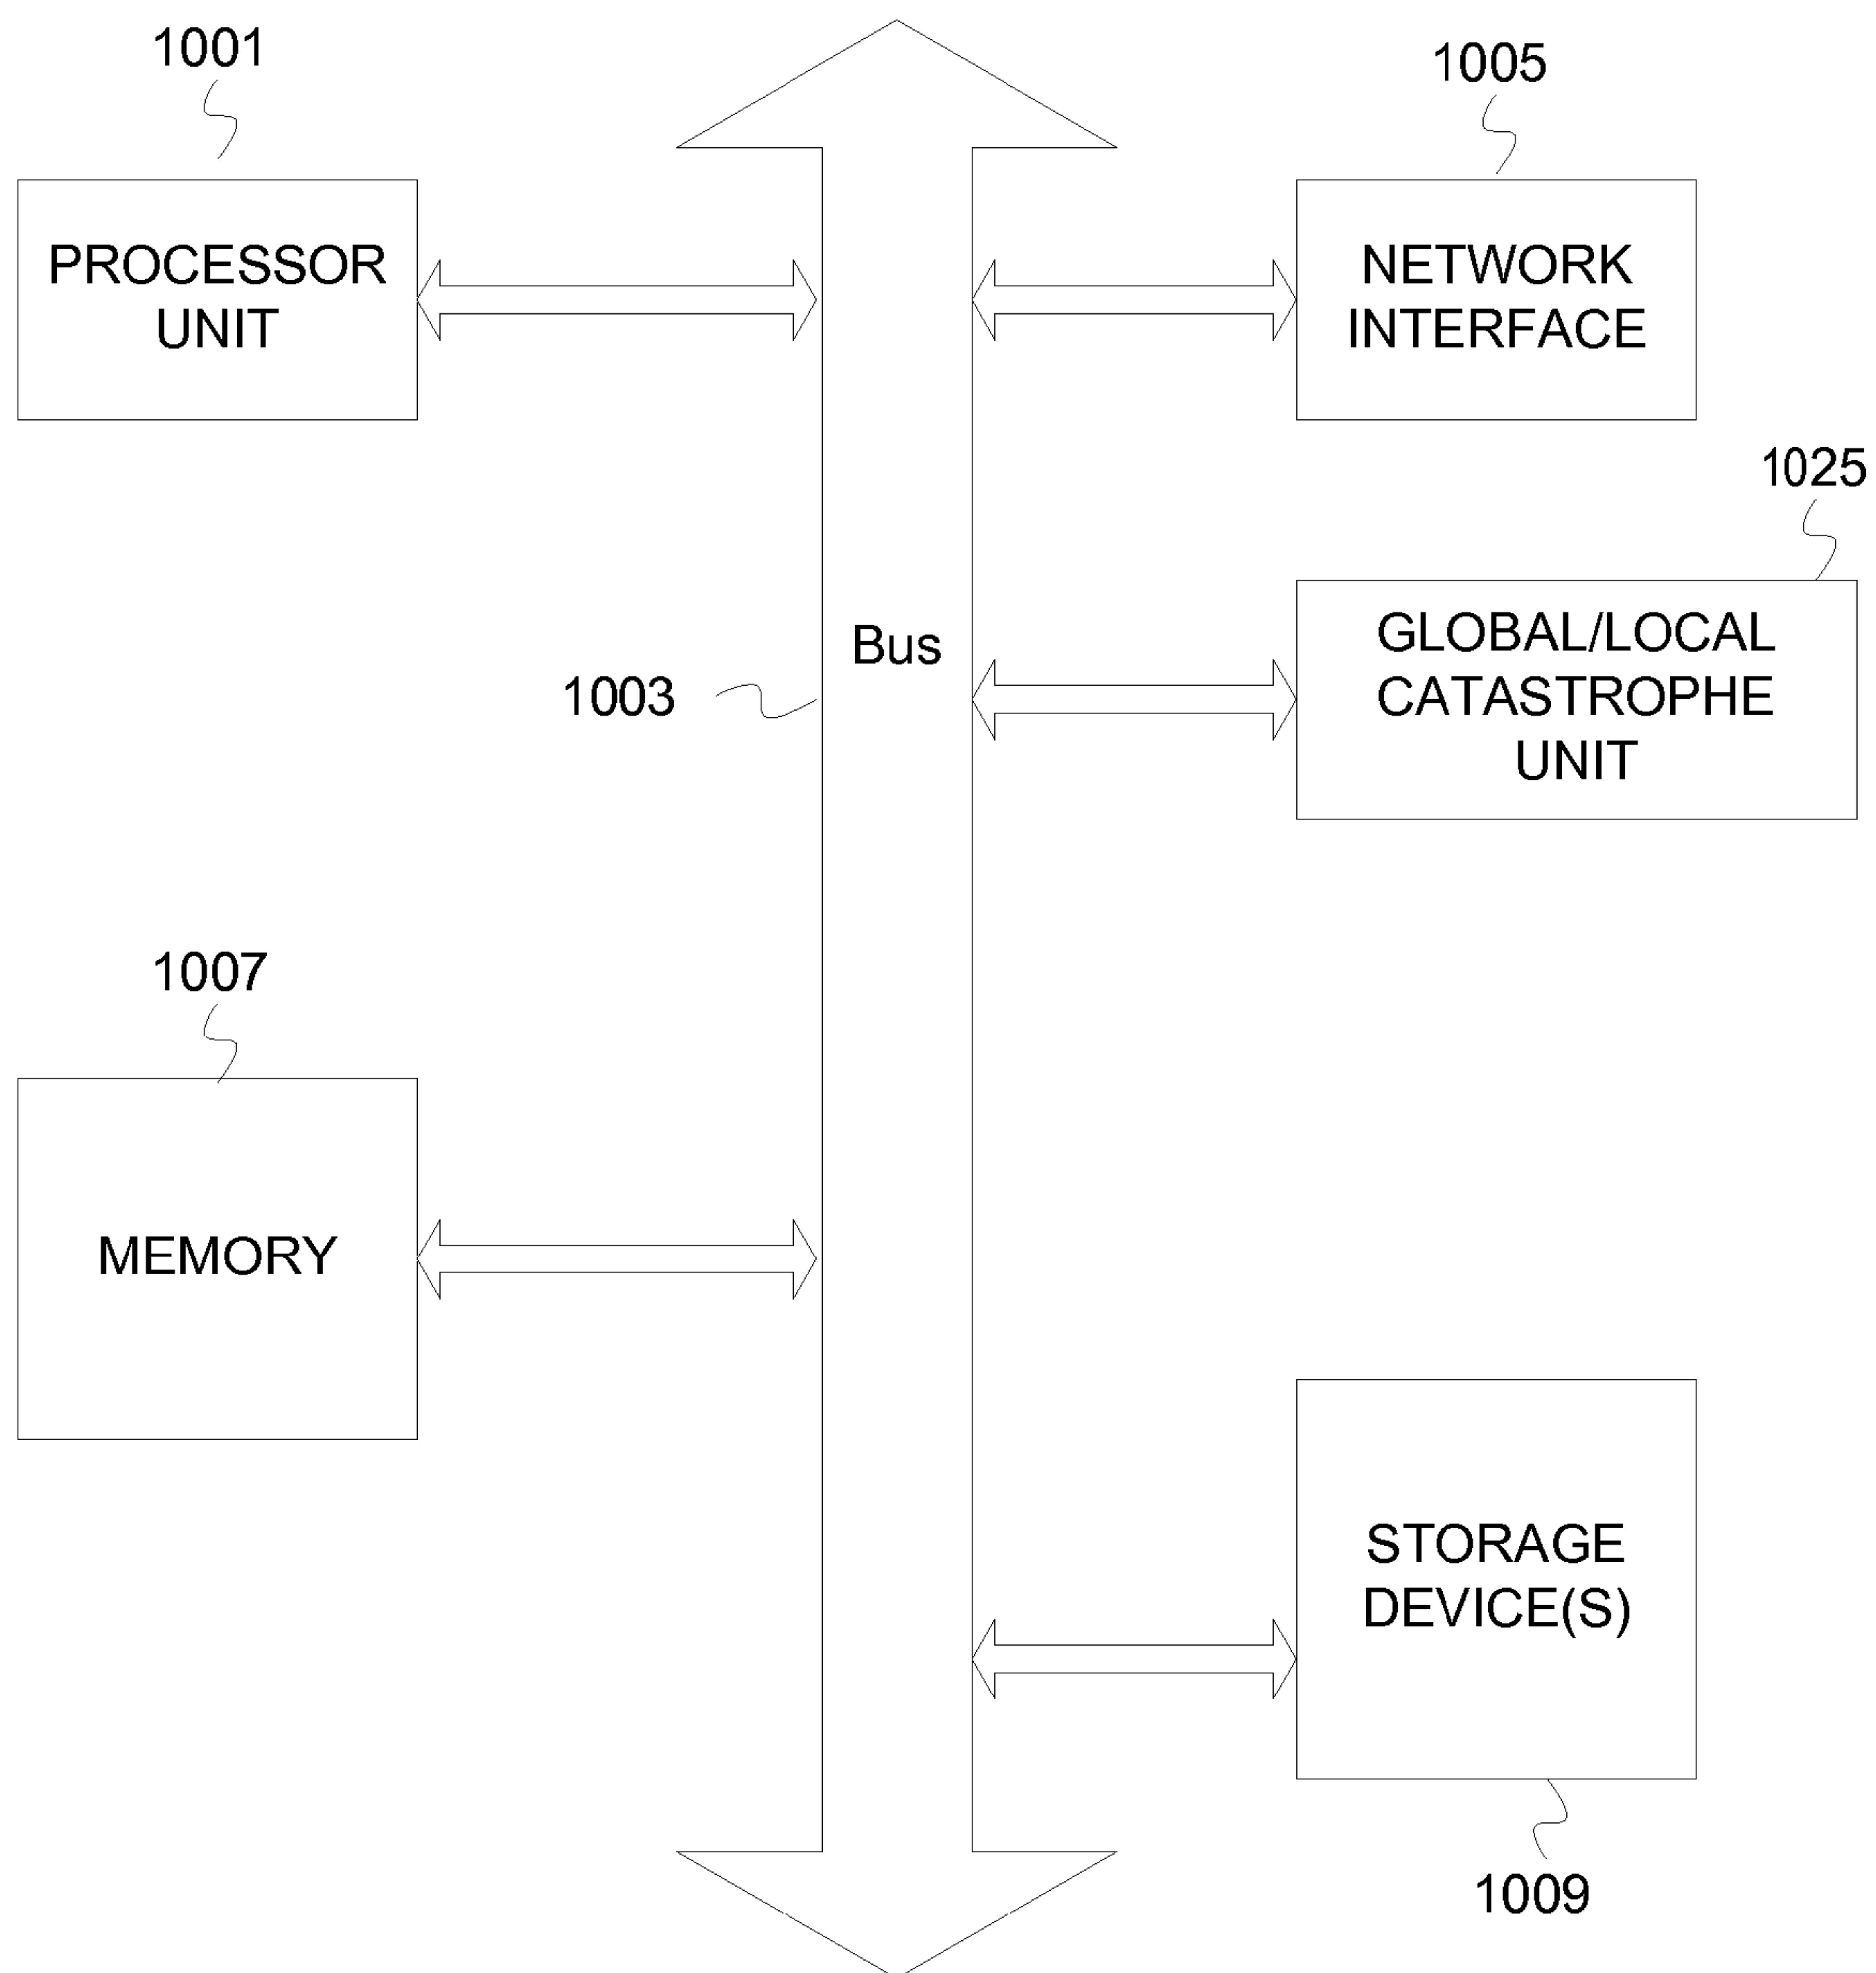 1001
1005
PROCESSOR
UNIT
NETWORK
INTERFACE
1025
Bus
1003
GLOBAL/LOCAL
CATASTROPHE
UNIT
1007
MEMORY
STORAGE
DEVICE(S)
1009